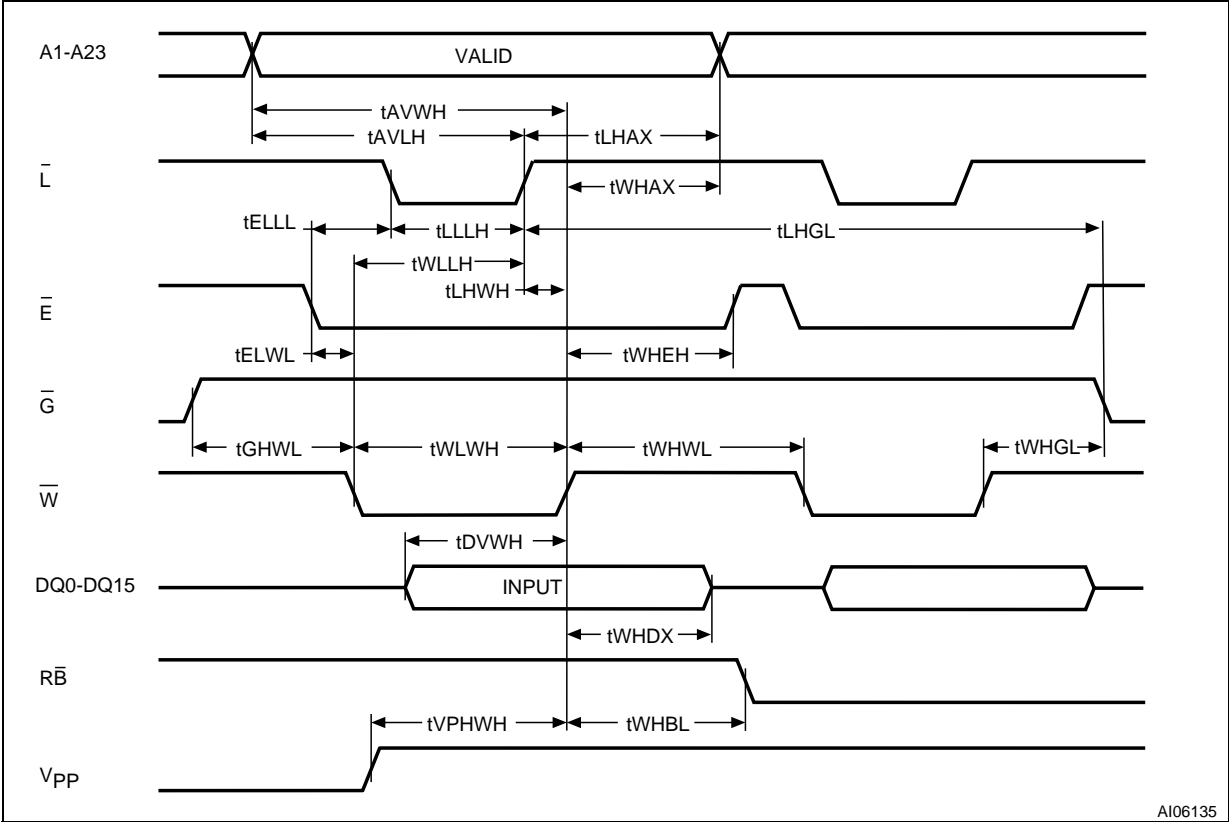 A1-A23
VALID
tAVWH
tAVLH
tLHAX
L̅
tWHAX
tELLL
tLLLH
tLHGL
tWLLH
tLHWH
E̅
tELWL
tWHEH
G̅
tGHWL
tWLWH
tWHWL
tWHGL
W̅
tDVWH
DQ0-DQ15
INPUT
tWHDX
RB̅
tVPHWH
tWHBL
VPP
AI06135